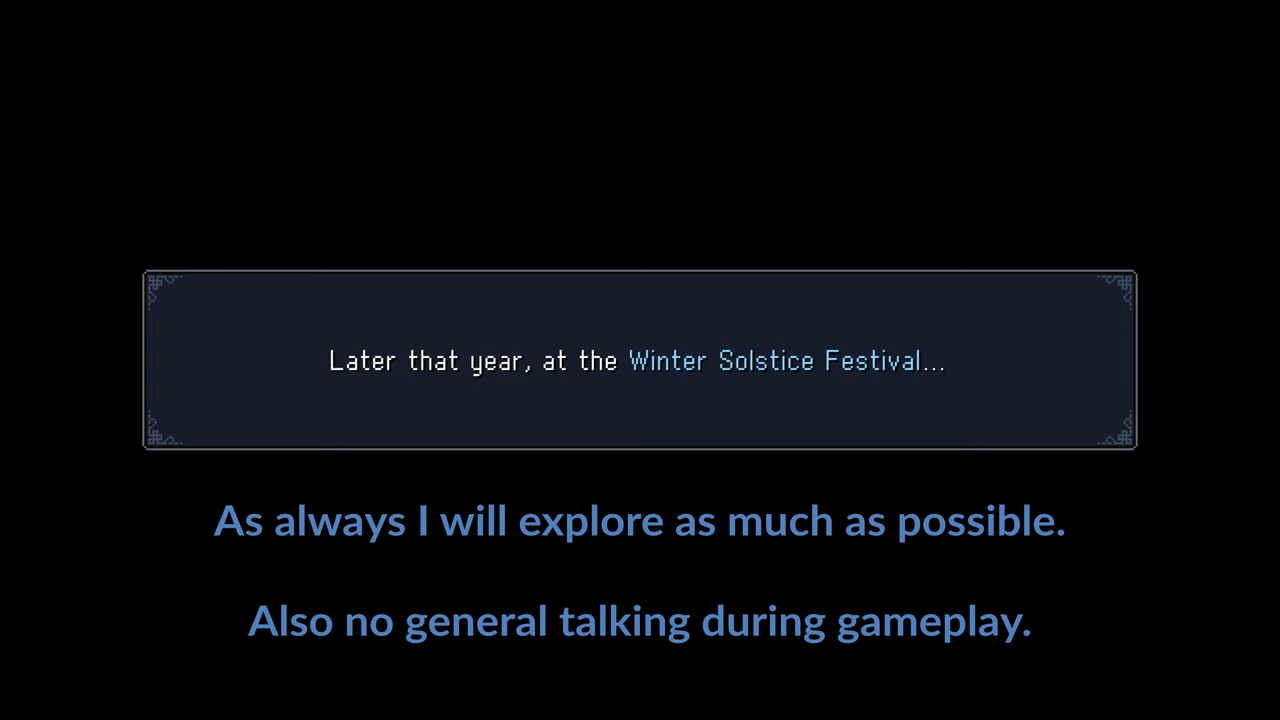 Later that year, at the Winter Solstice Festival...
As always I will explore as much as possible.
Also no general talking during gameplay.